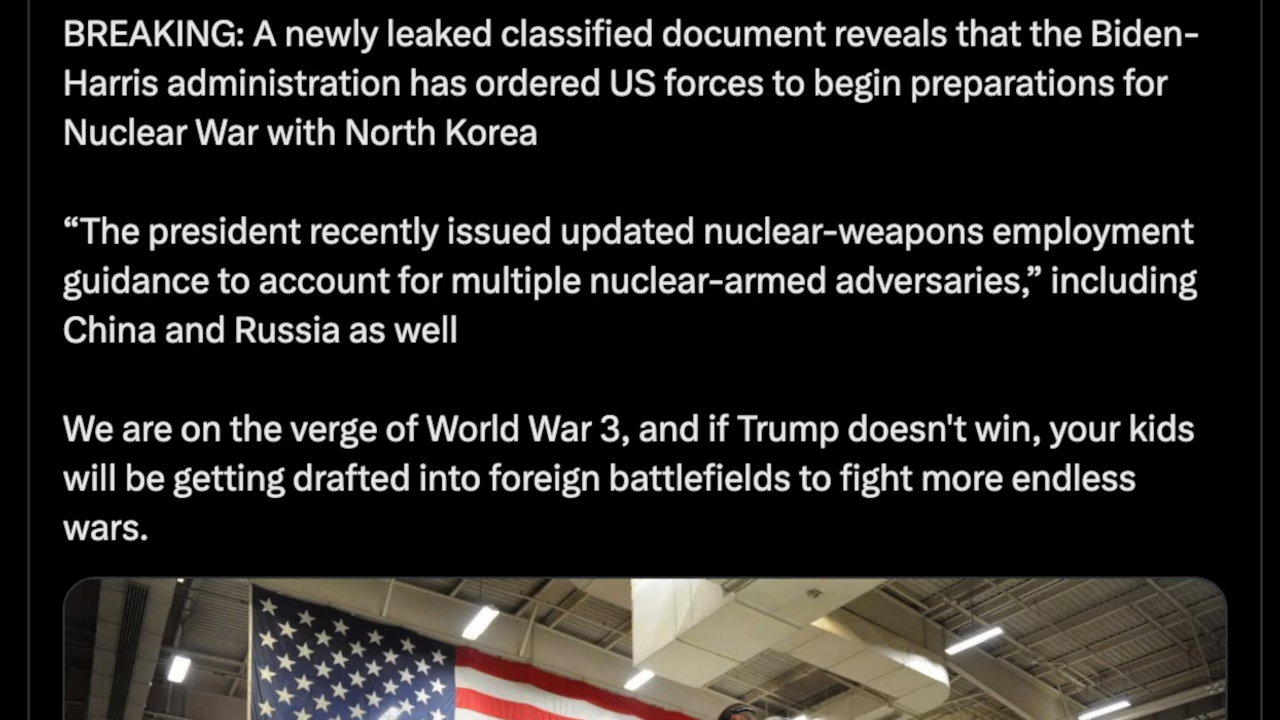 BREAKING: A newly leaked classified document reveals that the Biden-
Harris administration has ordered US forces to begin preparations for
Nuclear War with North Korea
“The president recently issued updated nuclear-weapons employment
guidance to account for multiple nuclear-armed adversaries,” including
China and Russia as well
We are on the verge of World War 3, and if Trump doesn't win, your kids
will be getting drafted into foreign battlefields to fight more endless
wars.